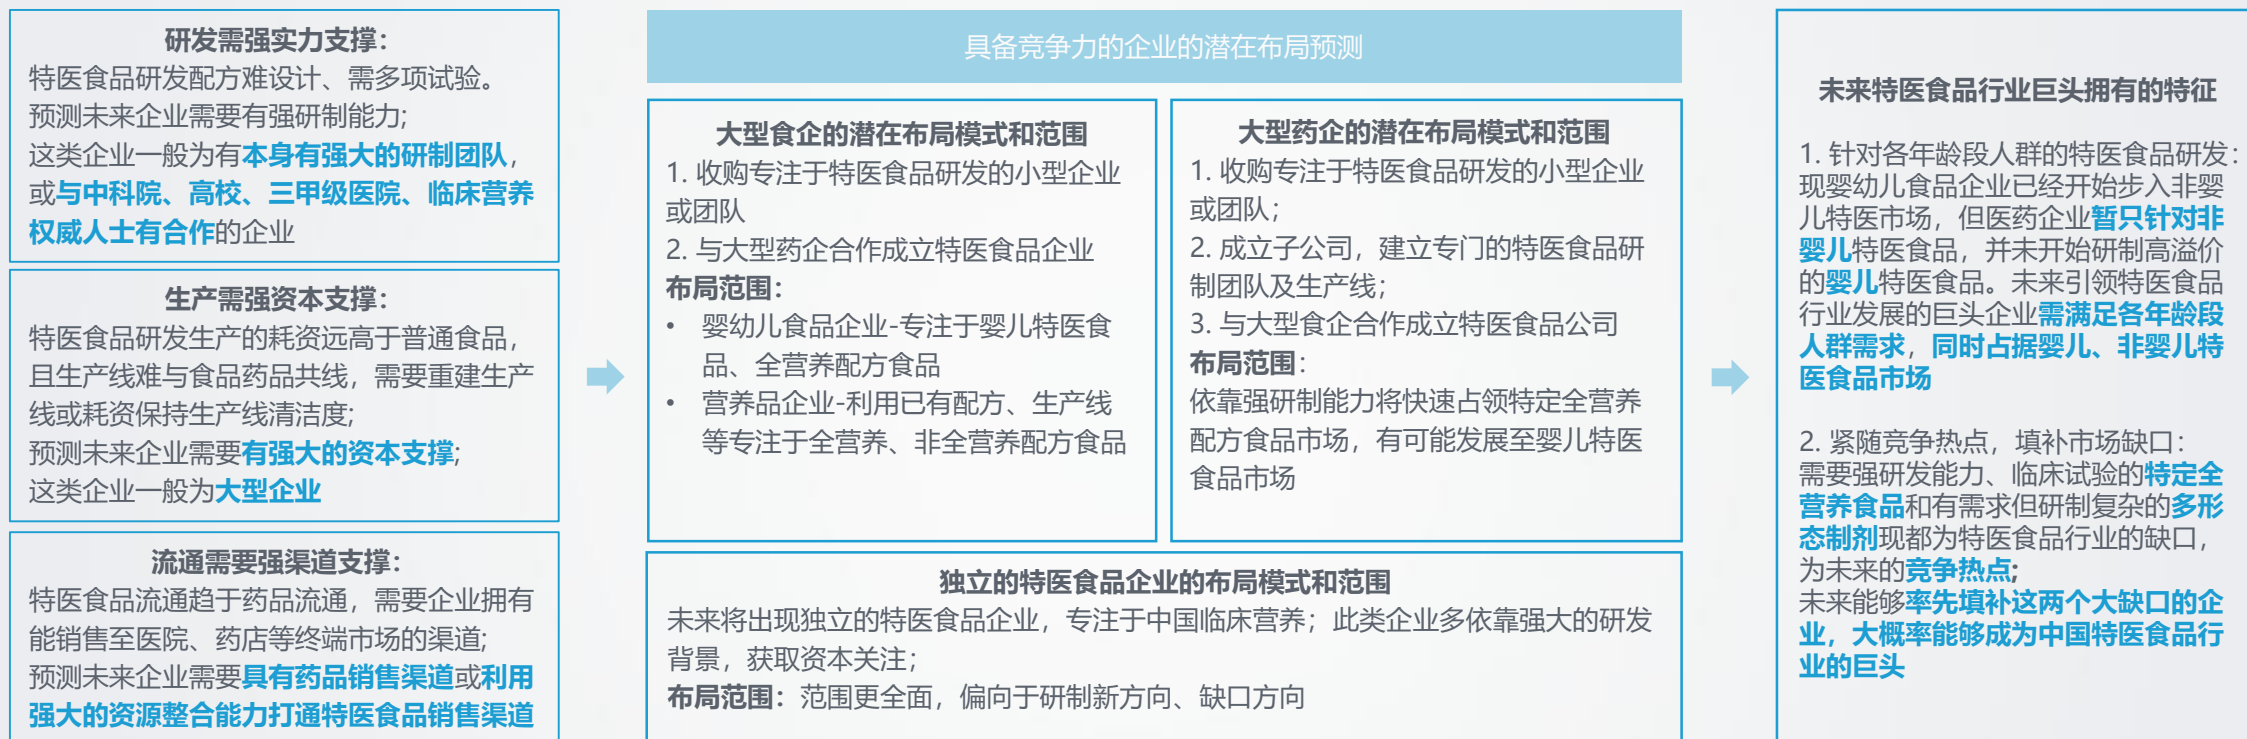 研发需强实力支撑：
特医食品研发配方难设计、需多项试验。
预测未来企业需要有强研制能力;
这类企业一般为有本身有强大的研制团队，
或与中科院、高校、三甲级医院、临床营养
权威人士有合作的企业
生产需强资本支撑：
特医食品研发生产的耗资远高于普通食品，
且生产线难与食品药品共线，需要重建生产
线或耗资保持生产线清洁度;
预测未来企业需要有强大的资本支撑;
这类企业一般为大型企业
流通需要强渠道支撑：
特医食品流通趋于药品流通，需要企业拥有
能销售至医院、药店等终端市场的渠道;
预测未来企业需要具有药品销售渠道或利用
强大的资源整合能力打通特医食品销售渠道
具备竞争力的企业的潜在布局预测
大型食企的潜在布局模式和范围
1. 收购专注于特医食品研发的小型企业
或团队
2. 与大型药企合作成立特医食品企业
布局范围：
• 婴幼儿食品企业-专注于婴儿特医食
品、全营养配方食品
• 营养品企业-利用已有配方、生产线
等专注于全营养、非全营养配方食品
大型药企的潜在布局模式和范围
1. 收购专注于特医食品研发的小型企业
或团队；
2. 成立子公司，建立专门的特医食品研
制团队及生产线；
3. 与大型食企合作成立特医食品公司
布局范围：
依靠强研制能力将快速占领特定全营养
配方食品市场，有可能发展至婴儿特医
食品市场
独立的特医食品企业的布局模式和范围
未来将出现独立的特医食品企业，专注于中国临床营养；此类企业多依靠强大的研发
背景，获取资本关注；
布局范围：范围更全面，偏向于研制新方向、缺口方向
未来特医食品行业巨头拥有的特征
1. 针对各年龄段人群的特医食品研发：
现婴幼儿食品企业已经开始步入非婴
儿特医市场，但医药企业暂只针对非
婴儿特医食品，并未开始研制高溢价
的婴儿特医食品。未来引领特医食品
行业发展的巨头企业需满足各年龄段
人群需求，同时占据婴儿、非婴儿特
医食品市场
2. 紧随竞争热点，填补市场缺口：
需要强研发能力、临床试验的特定全
营养食品和有需求但研制复杂的多形
态制剂现都为特医食品行业的缺口，
为未来的竞争热点;
未来能够率先填补这两个大缺口的企
业，大概率能够成为中国特医食品行
业的巨头